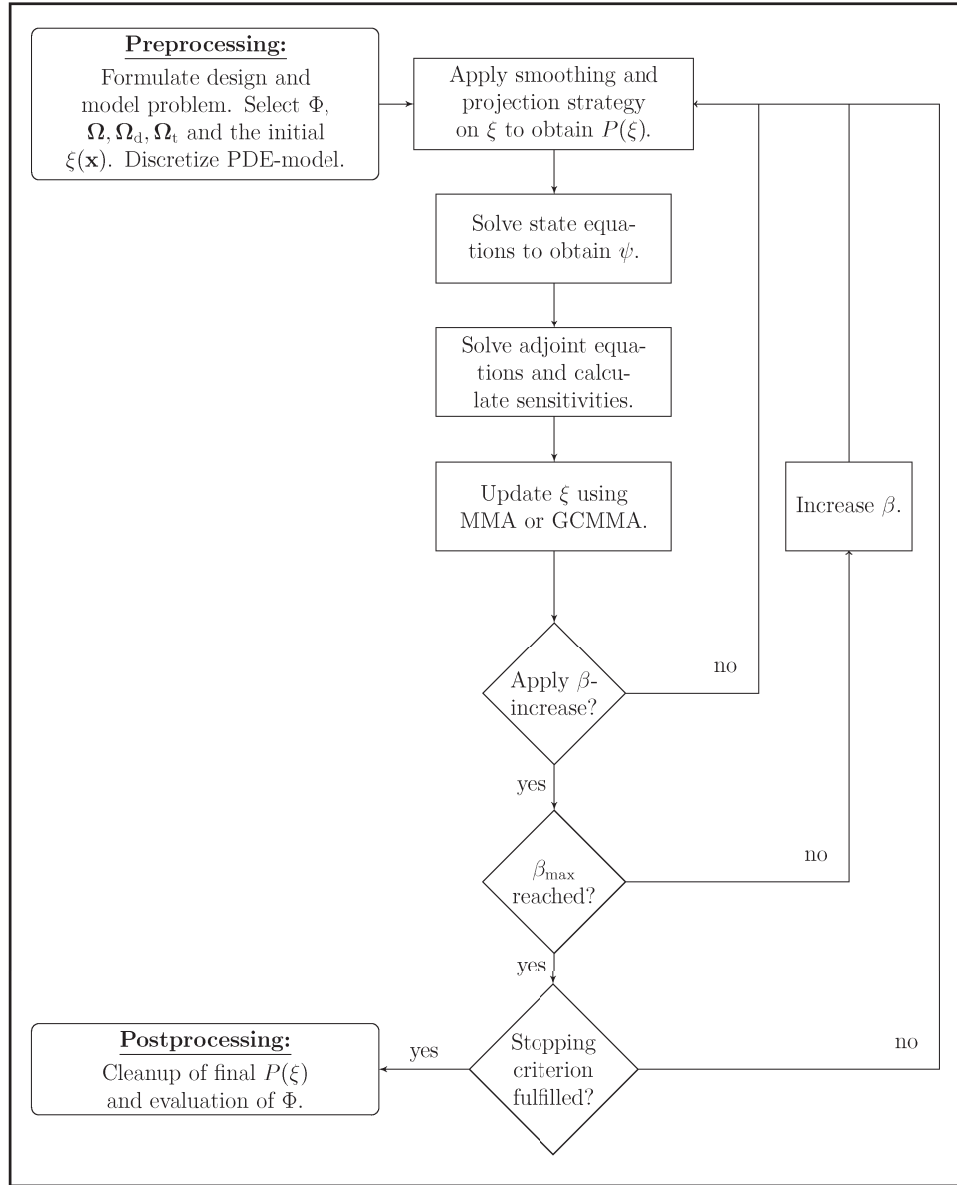 Preprocessing:
Formulate design and
model problem. Select Φ,
Ω, Ω_d, Ω_t and the initial
ξ(x). Discretize PDE-model.
Apply smoothing and
projection strategy
on ξ to obtain P(ξ).
Solve state equa-
tions to obtain ψ.
Solve adjoint equa-
tions and calcu-
late sensitivities.
Update ξ using
MMA or GCMMA.
Increase β.
Apply β-
increase?
no
yes
β_max
reached?
no
yes
Stopping
criterion
fulfilled?
no
yes
Postprocessing:
Cleanup of final P(ξ)
and evaluation of Φ.